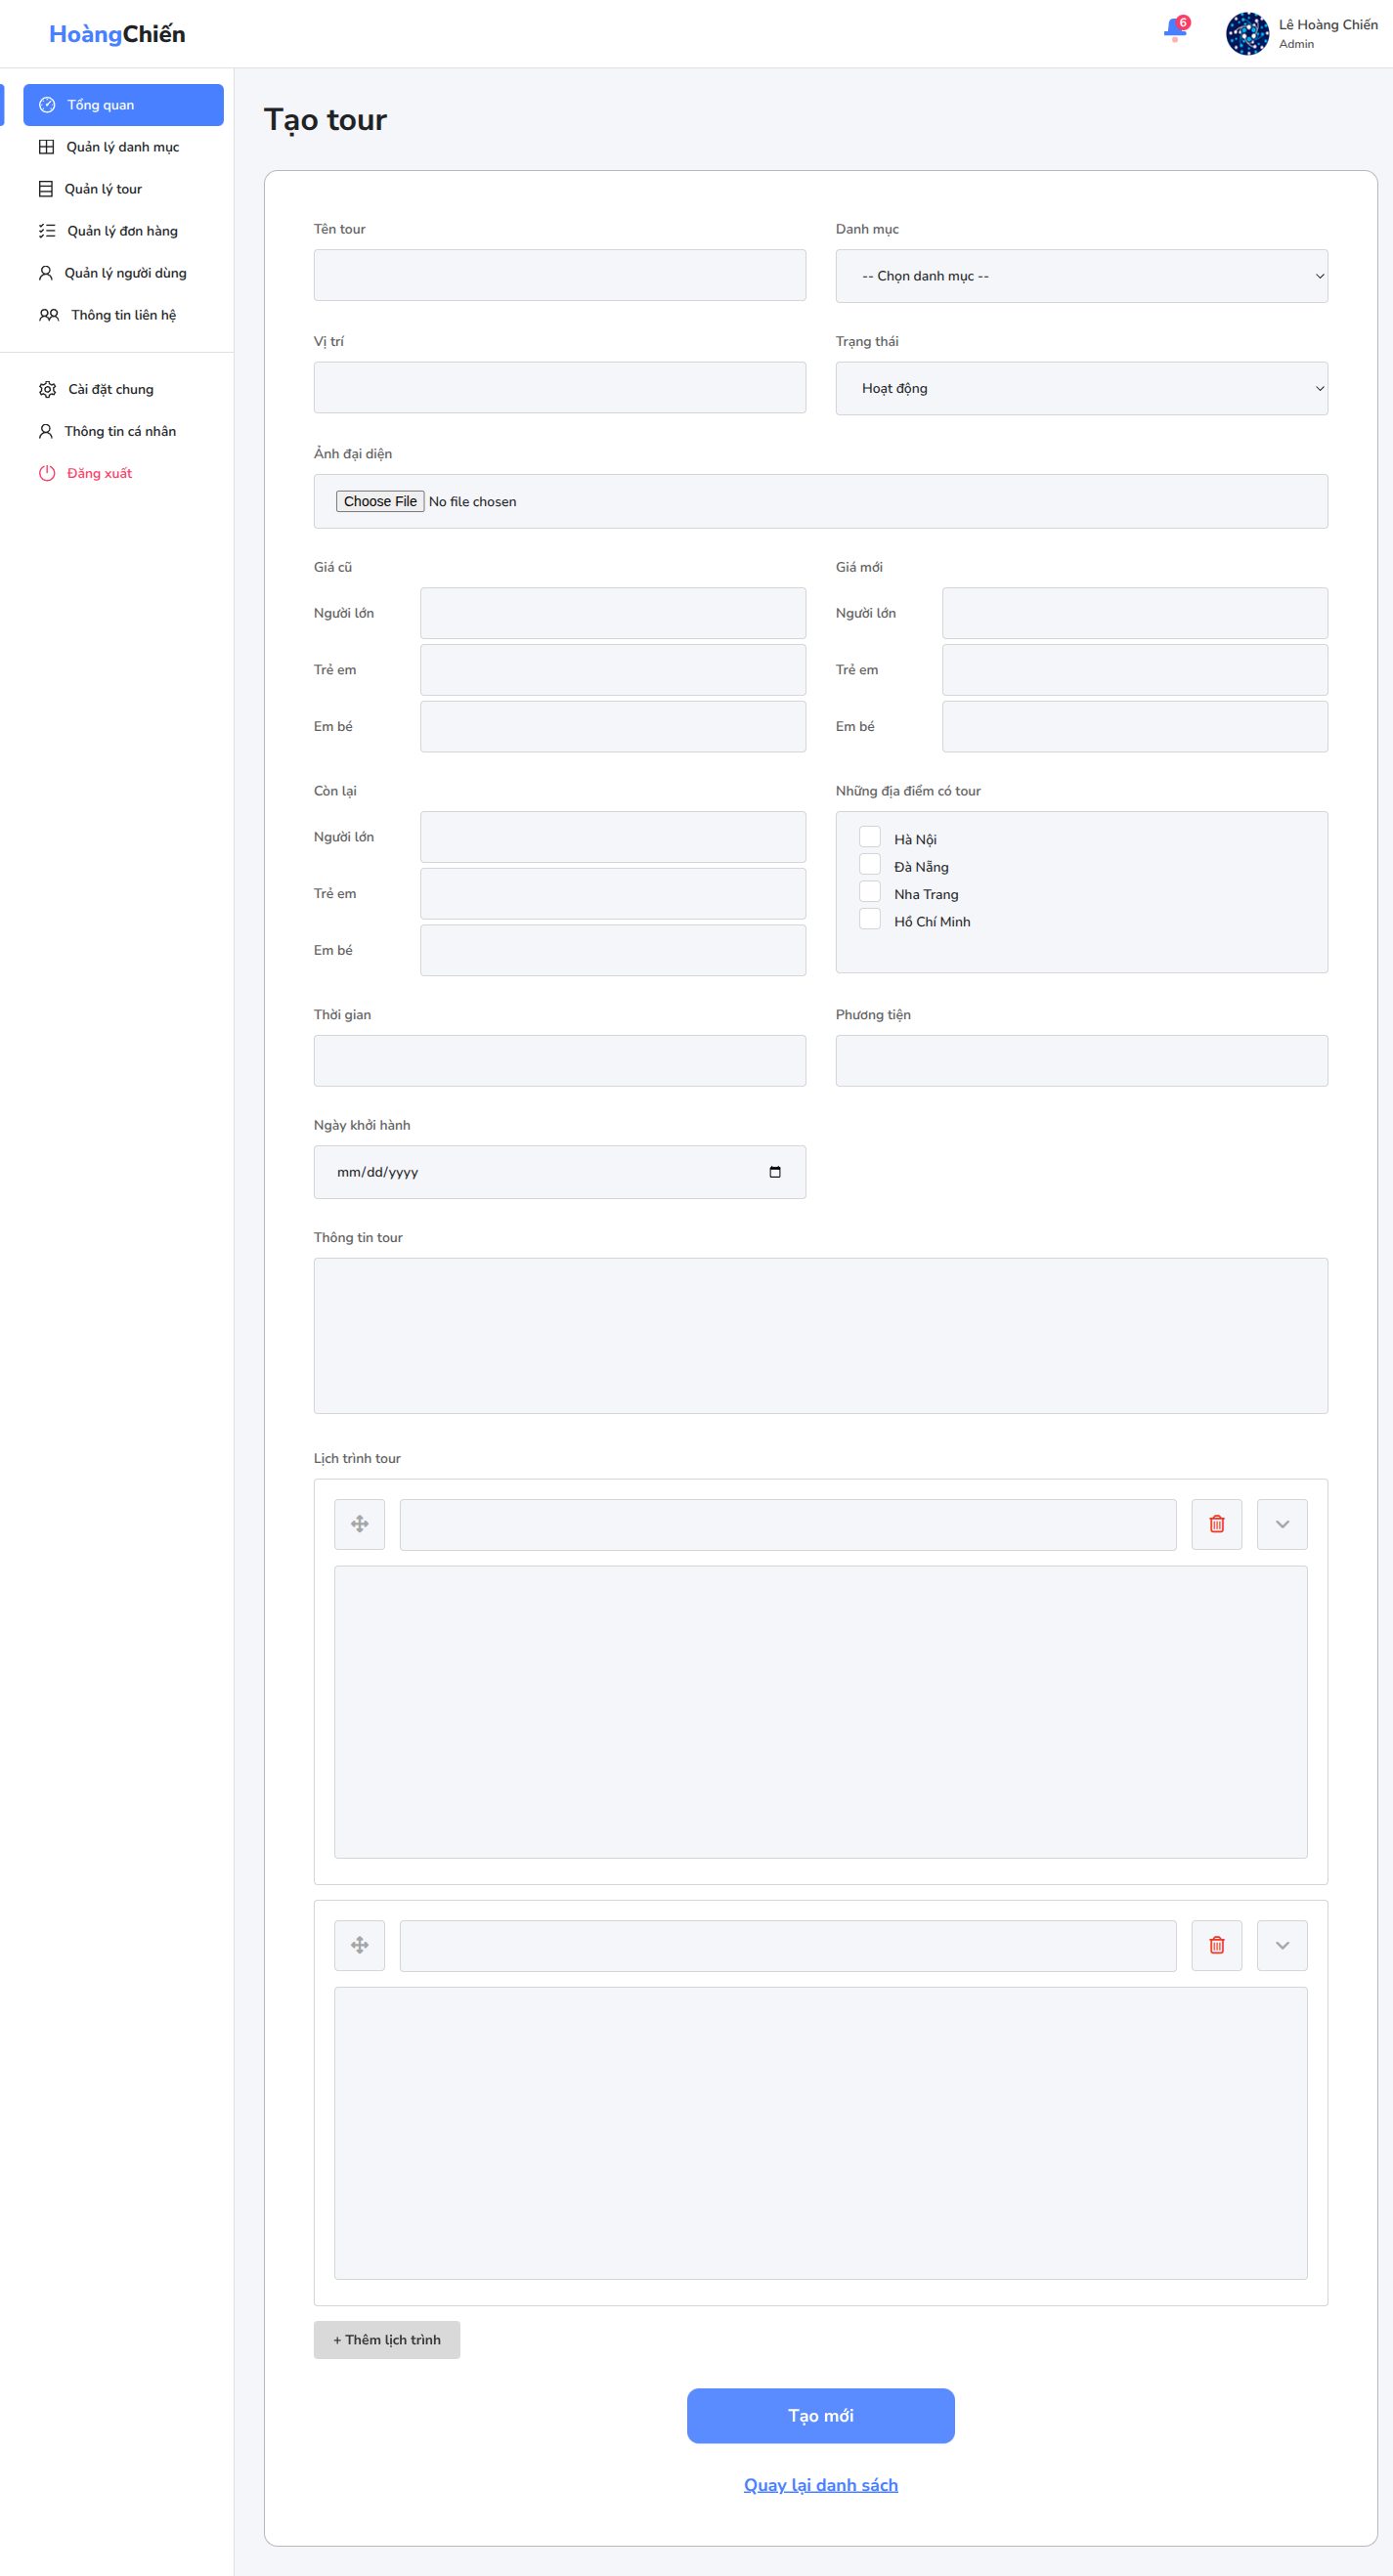 HoàngChiến
6
Lê Hoàng Chiến
Admin
Tổng quan
Quản lý danh mục
Quản lý tour
Quản lý đơn hàng
Quản lý người dùng
Thông tin liên hệ
Cài đặt chung
Thông tin cá nhân
Đăng xuất
Tạo tour
Tên tour
Danh mục
-- Chọn danh mục --
Vị trí
Trạng thái
Hoạt động
Ảnh đại diện
Choose File No file chosen
Giá cũ
Người lớn
Trẻ em
Em bé
Giá mới
Người lớn
Trẻ em
Em bé
Còn lại
Người lớn
Trẻ em
Em bé
Những địa điểm có tour
Hà Nội
Đà Nẵng
Nha Trang
Hồ Chí Minh
Thời gian
Phương tiện
Ngày khởi hành
mm/dd/yyyy
Thông tin tour
Lịch trình tour
+ Thêm lịch trình
Tạo mới
Quay lại danh sách